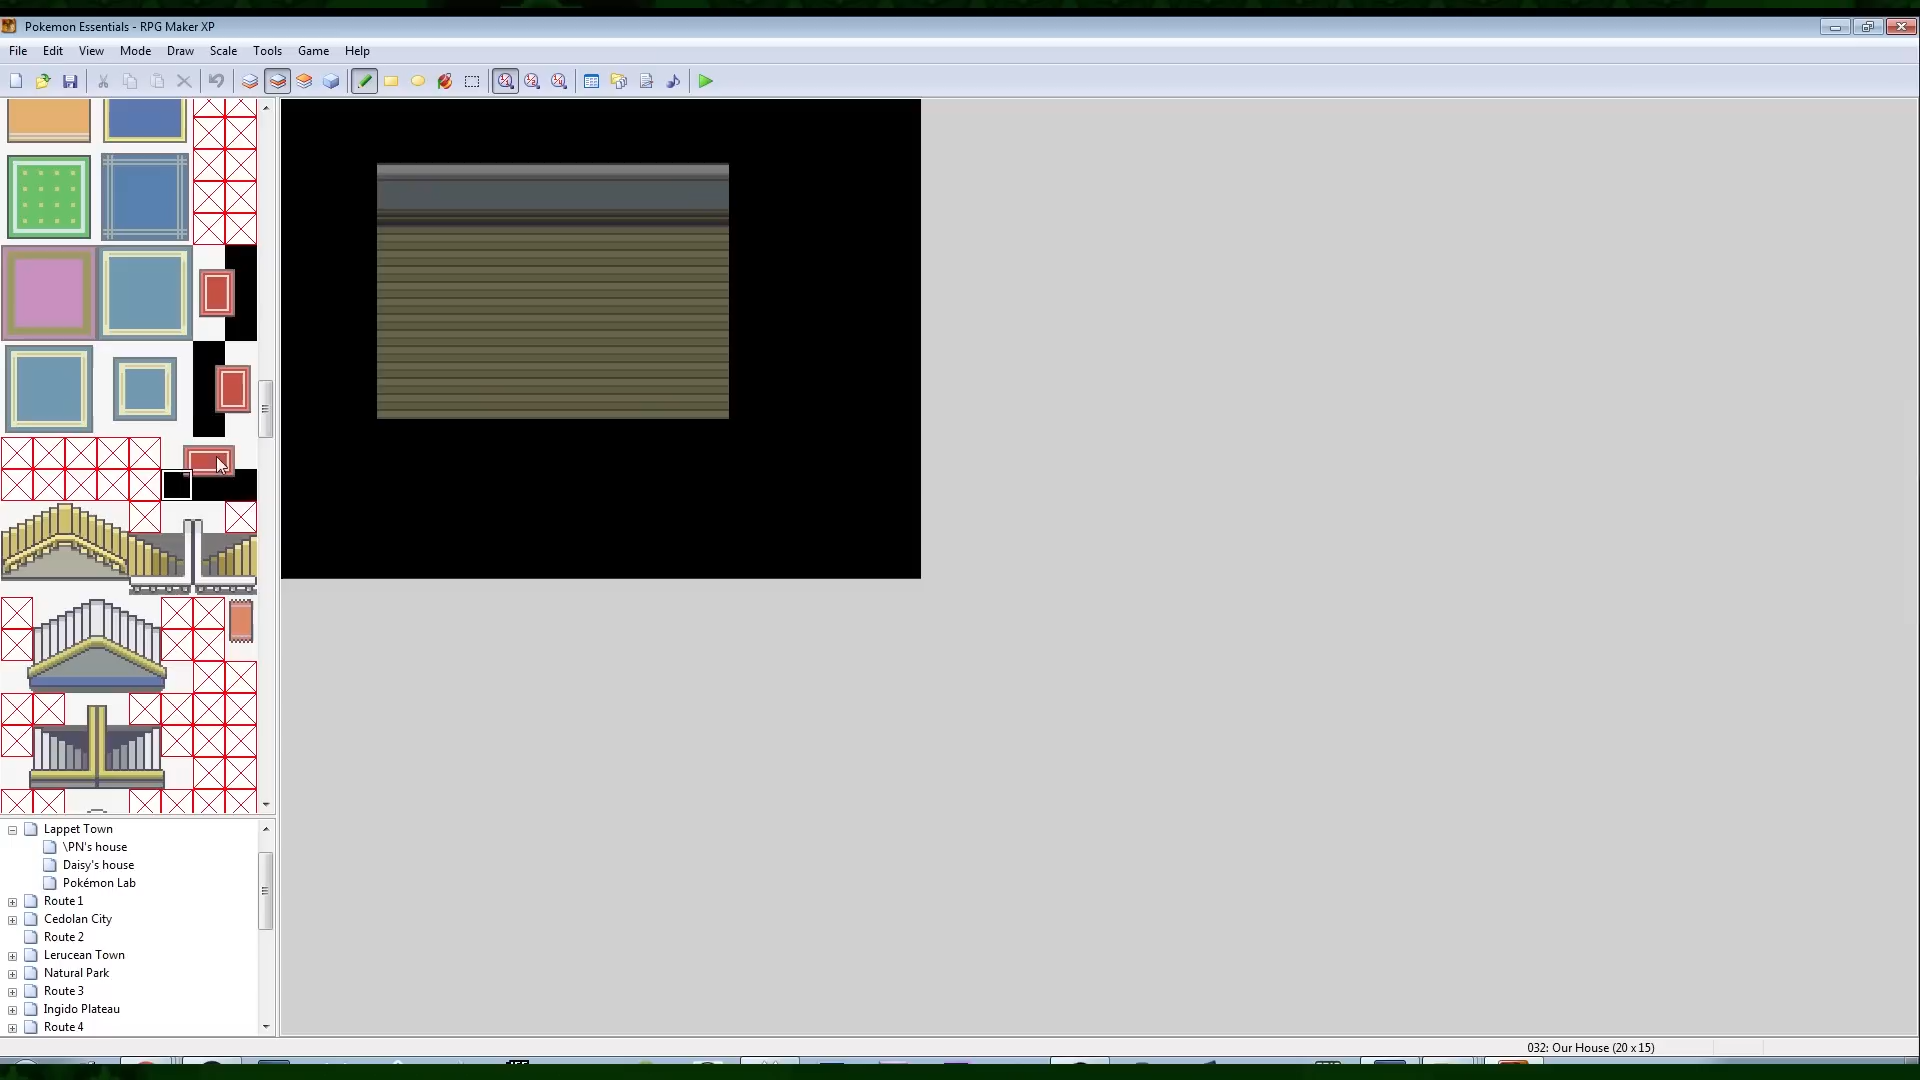 Pokemon Essentials - RPG Maker XP
File Edit View Mode Draw Scale Tools Game Help
Lappet Town
\PN's house
Daisy's house
Pokémon Lab
Route 1
Cedolan City
Route 2
Lerucean Town
Natural Park
Route 3
Ingido Plateau
Route 4
032: Our House (20 x 15)